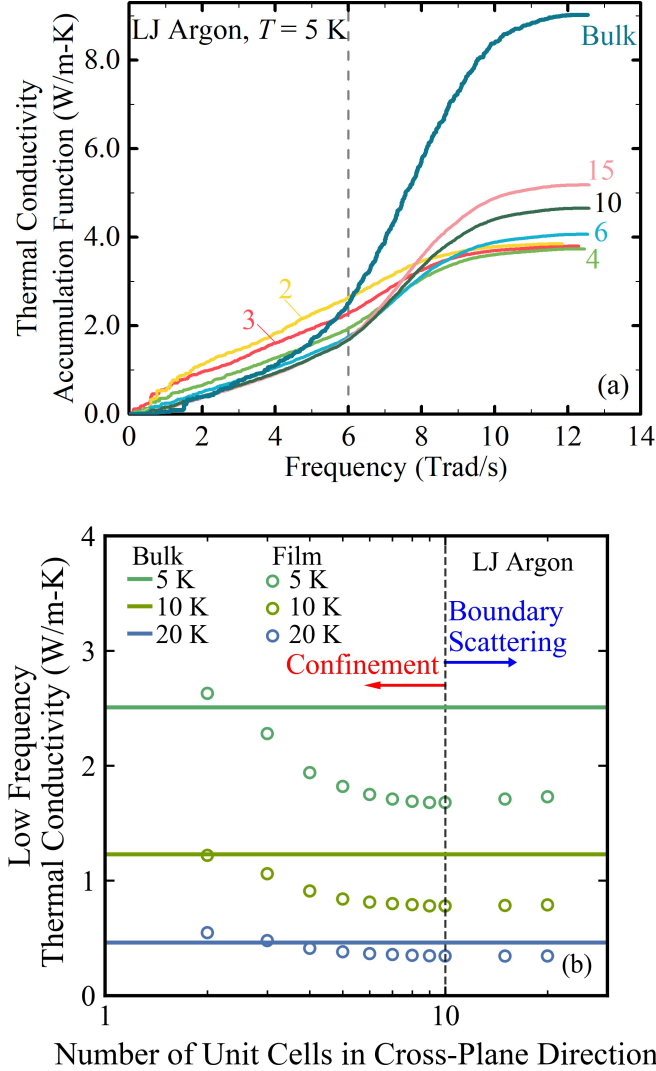 LJ Argon, T = 5 K
Bulk
15
10
6
4
2
3
(a)
8.0
6.0
4.0
2.0
0.0
0 2 4 6 8 10 12 14
Thermal Conductivity
Accumulation Function (W/m-K)
Frequency (Trad/s)
4
3
2
1
0
Bulk Film LJ Argon
5 K 5 K
10 K 10 K
20 K 20 K
Boundary
Scattering
Confinement
(b)
1 10
Low Frequency
Thermal Conductivity (W/m-K)
Number of Unit Cells in Cross-Plane Direction